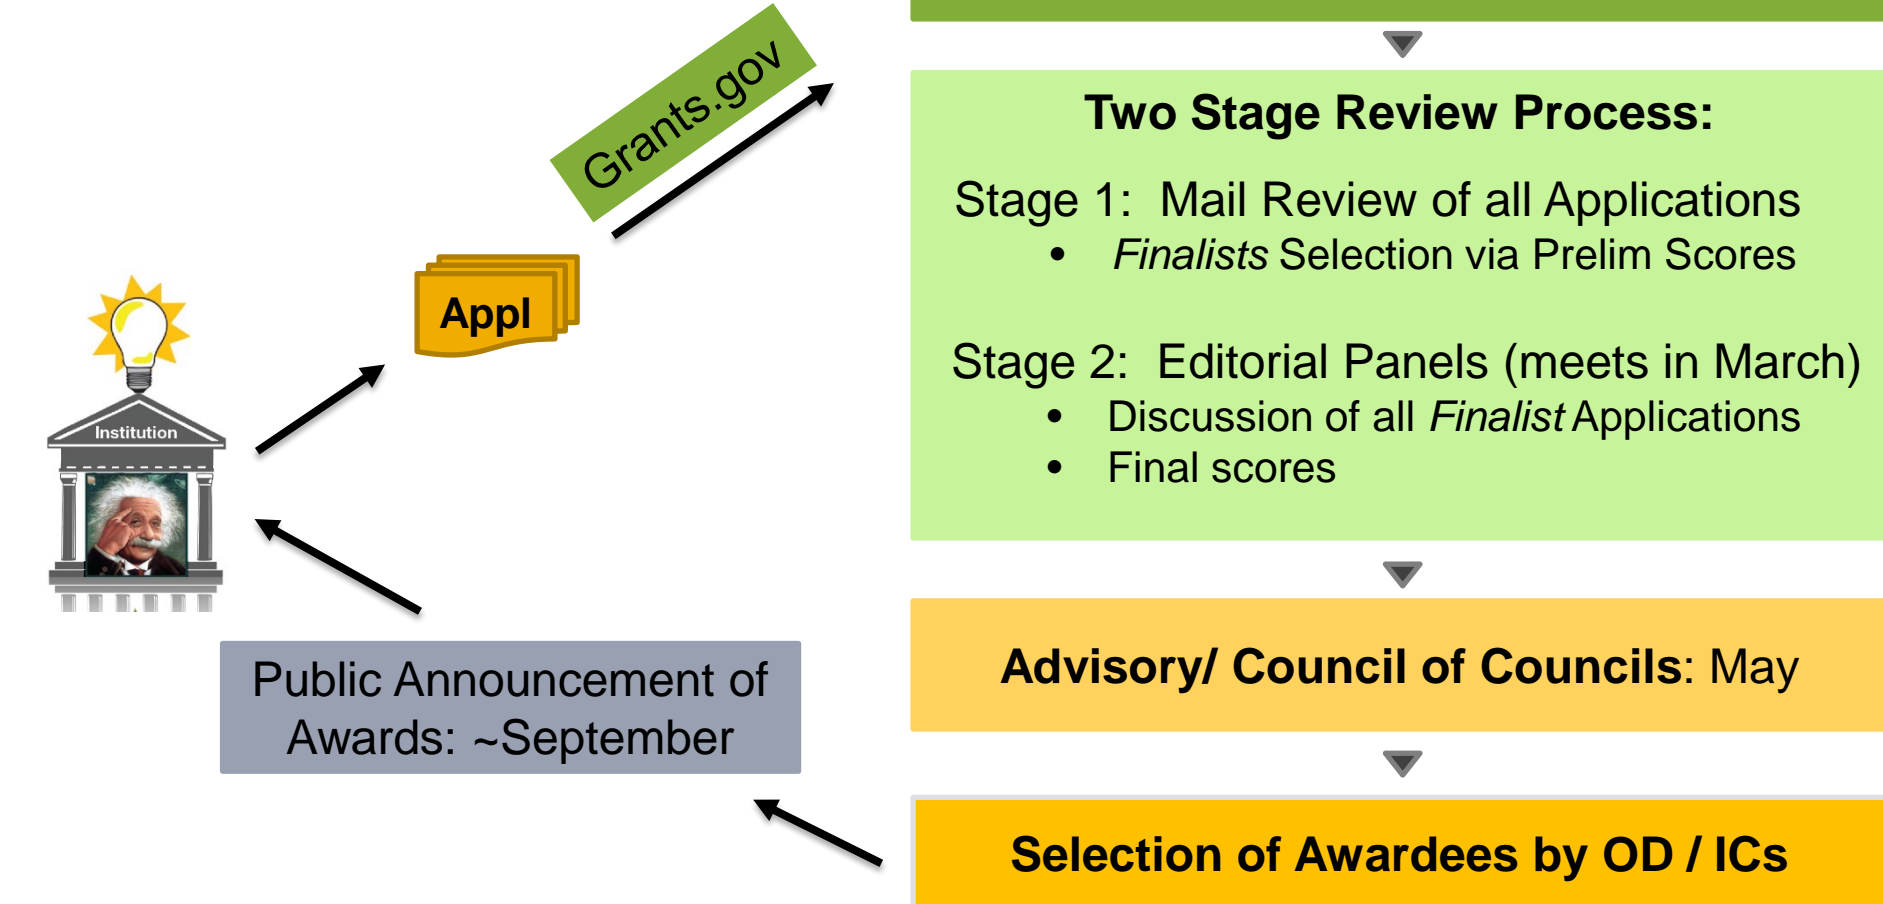 Grants.gov
Two Stage Review Process:
Stage 1: Mail Review of all Applications
• Finalists Selection via Prelim Scores
Stage 2: Editorial Panels (meets in March)
• Discussion of all Finalist Applications
• Final scores
Appl
Institution
Advisory/ Council of Councils: May
Public Announcement of
Awards: ~September
Selection of Awardees by OD / ICs